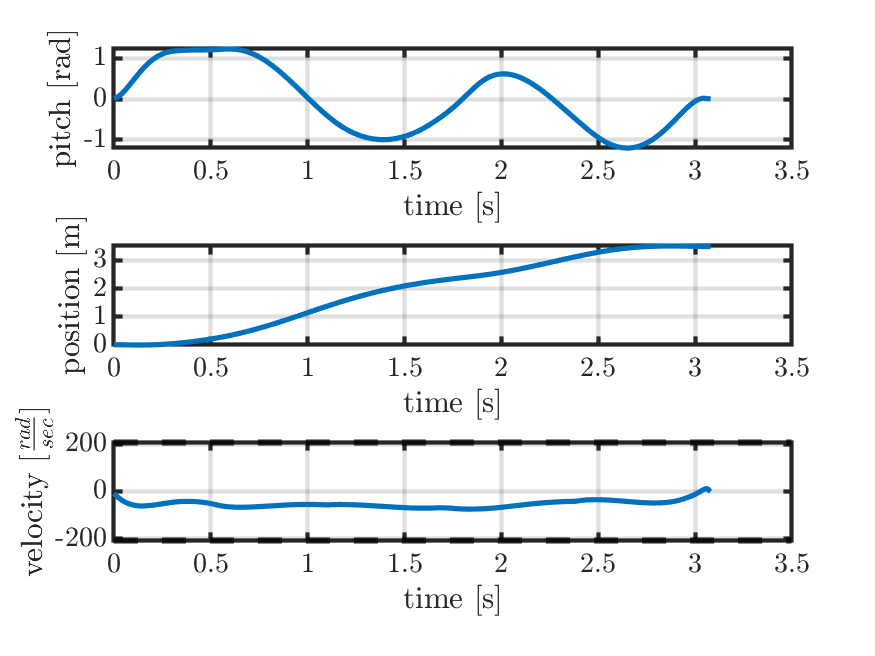 pitch [rad]
1
0
-1
0 0.5 1 1.5 2 2.5 3 3.5
time [s]
position [m]
3
2
1
0
0 0.5 1 1.5 2 2.5 3 3.5
time [s]
velocity [rad/sec]
200
0
-200
0 0.5 1 1.5 2 2.5 3 3.5
time [s]